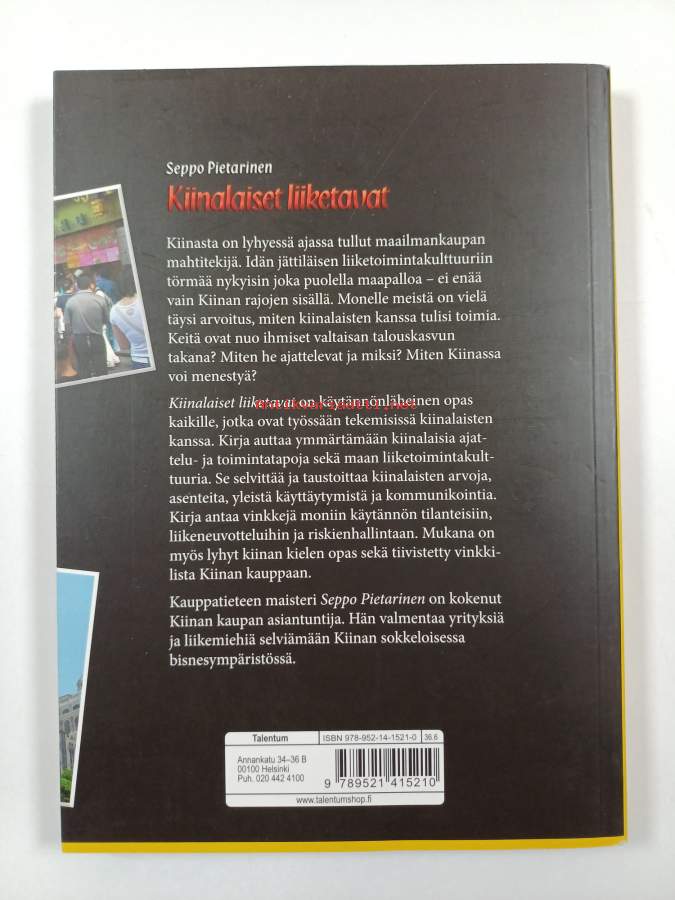 Seppo Pietarinen
Kiinalaiset liiketavat
Kiinasta on lyhyessä ajassa tullut maailmankaupan
mahtitekijä. Idän jättiläisen liiketoimintakulttuuriin
törmää nykyisin joka puolella maapalloa – ei enää
vain Kiinan rajojen sisällä. Monelle meistä on vielä
täysi arvoitus, miten kiinalaisten kanssa tulisi toimia.
Keitä ovat nuo ihmiset valtaisan talouskasvun
takana? Miten he ajattelevat ja miksi? Miten Kiinassa
voi menestyä?
Kiinalaiset liiketavat on käytännönläheinen opas
antikvariaatti.net
kaikille, jotka ovat työssään tekemisissä kiinalaisten
kanssa. Kirja auttaa ymmärtämään kiinalaisia ajat-
telu- ja toimintatapoja sekä maan liiketoimintakult-
tuuria. Se selvittää ja taustoittaa kiinalaisten arvoja,
asenteita, yleistä käyttäytymistä ja kommunikointia.
Kirja antaa vinkkejä moniin käytännön tilanteisiin,
liikeneuvotteluihin ja riskienhallintaan. Mukana on
myös lyhyt kiinan kielen opas sekä tiivistetty vinkki-
lista Kiinan kauppaan.
Kauppatieteen maisteri Seppo Pietarinen on kokenut
Kiinan kaupan asiantuntija. Hän valmentaa yrityksiä
ja liikemiehiä selviämään Kiinan sokkeloisessa
bisnesympäristössä.
Talentum
ISBN 978-952-14-1521-0
36.6
Annankatu 34–36 B
00100 Helsinki
Puh. 020 442 4100
9 789521 415210
www.talentumshop.fi